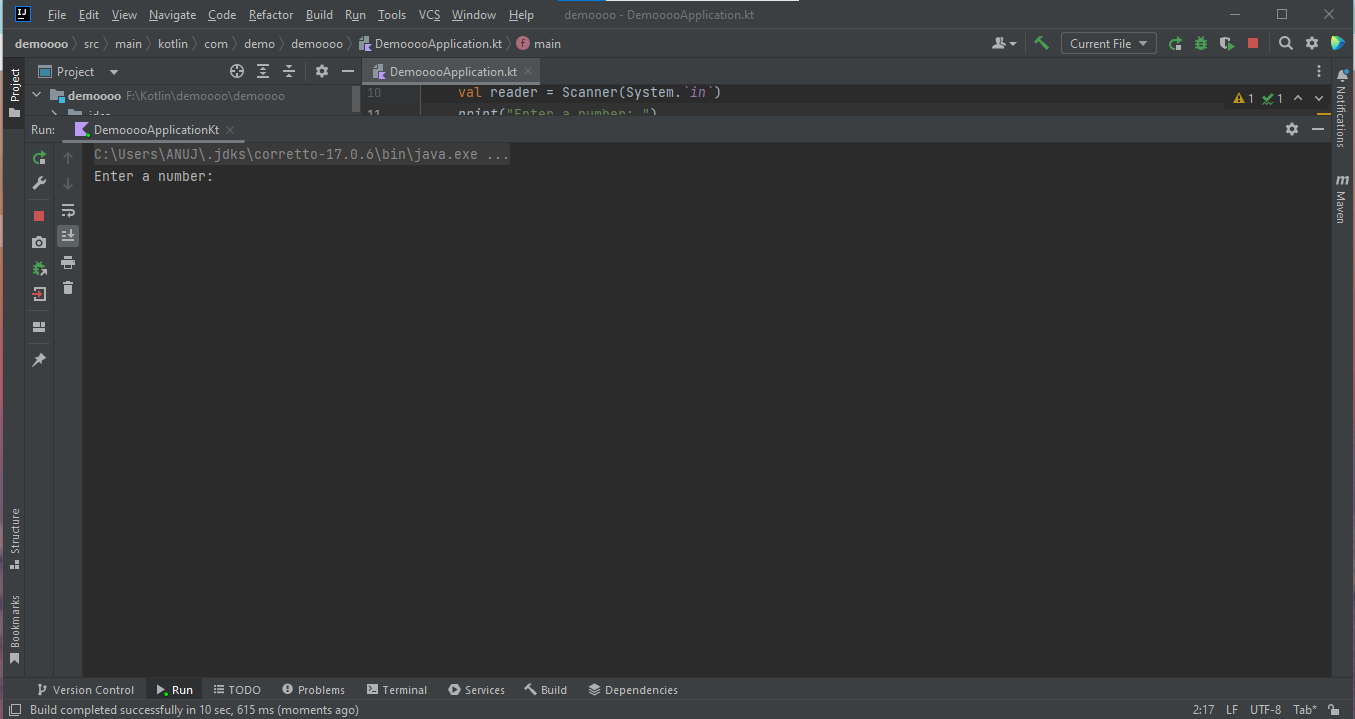 File Edit View Navigate Code Refactor Build Run Tools VCS Window Help demoooo - DemooooApplication.kt
demoooo src main kotlin com demo demoooo DemooooApplication.kt f main Current File
Project DemooooApplication.kt
demoooo F:\Kotlin\demoooo\demoooo
10 val reader = Scanner(System.`in`)
1 1
11 print("Enter a number: ")
Run: DemooooApplicationKt
C:\Users\ANUJ\.jdks\corretto-17.0.6\bin\java.exe ...
Enter a number:
Project
Structure
Bookmarks
Notifications
m Maven
Version Control Run TODO Problems Terminal Services Build Dependencies
Build completed successfully in 10 sec, 615 ms (moments ago) 2:17 LF UTF-8 Tab*